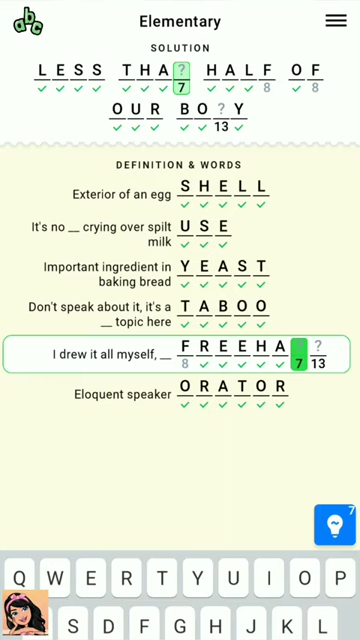 abc
Elementary
SOLUTION
LESS THA? HALF OF
7 8 8
OUR BO?Y
13
DEFINITION & WORDS
Exterior of an egg SHELL
It's no __ crying over spilt
milk USE
Important ingredient in
baking bread YEAST
Don't speak about it, it's a
__ topic here TABOO
I drew it all myself, __ FREEHA ?
8 7 13
Eloquent speaker ORATOR
7
Q W E R T Y U I O P
S D F G H J K L